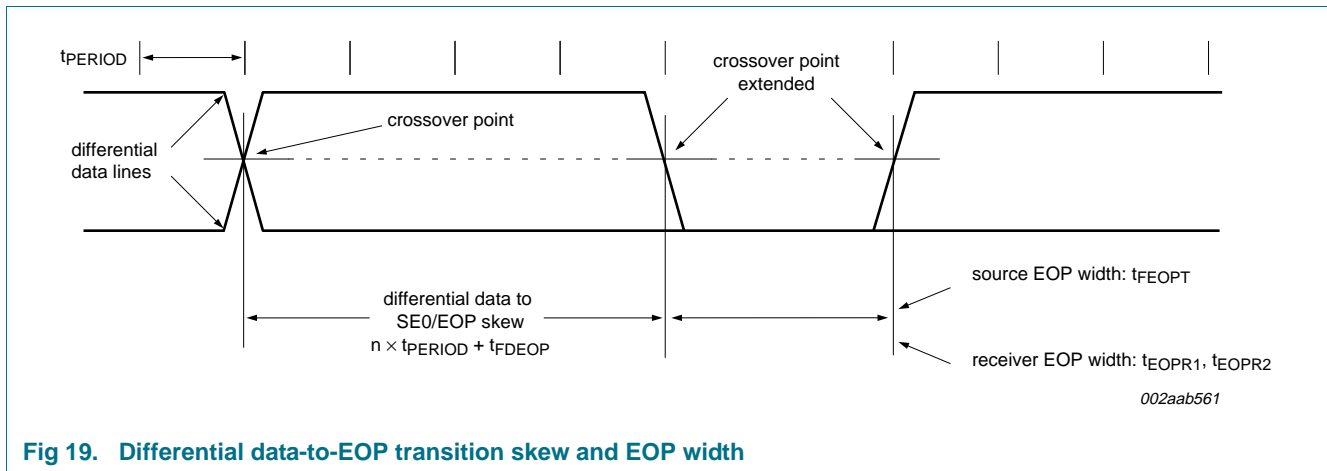 tPERIOD
crossover point
extended
crossover point
differential
data lines
differential data to
SE0/EOP skew
n × tPERIOD + tFDEOP
source EOP width: tFEOPT
receiver EOP width: tEOPR1, tEOPR2
002aab561
Fig 19. Differential data-to-EOP transition skew and EOP width